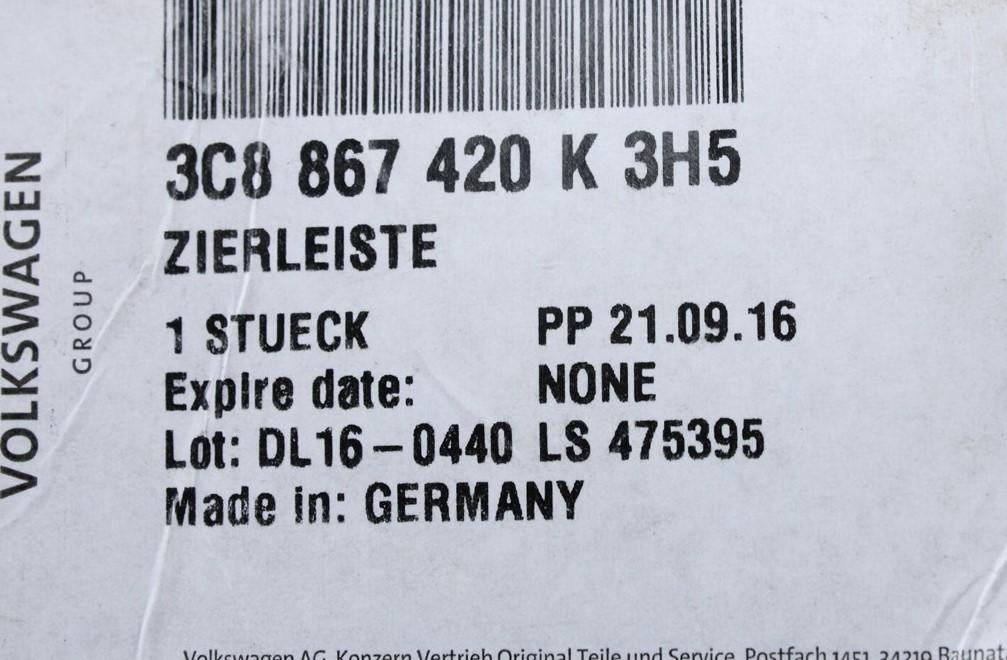 3C8 867 420 K 3H5
ZIERLEISTE
1 STUECK PP 21.09.16
Expire date: NONE
Lot: DL16-0440 LS 475395
Made in: GERMANY
VOLKSWAGEN
GROUP
Volkswagen AG, Konzern Vertrieb Original Teile und Service, Postfach 1451, 34219 Baunat